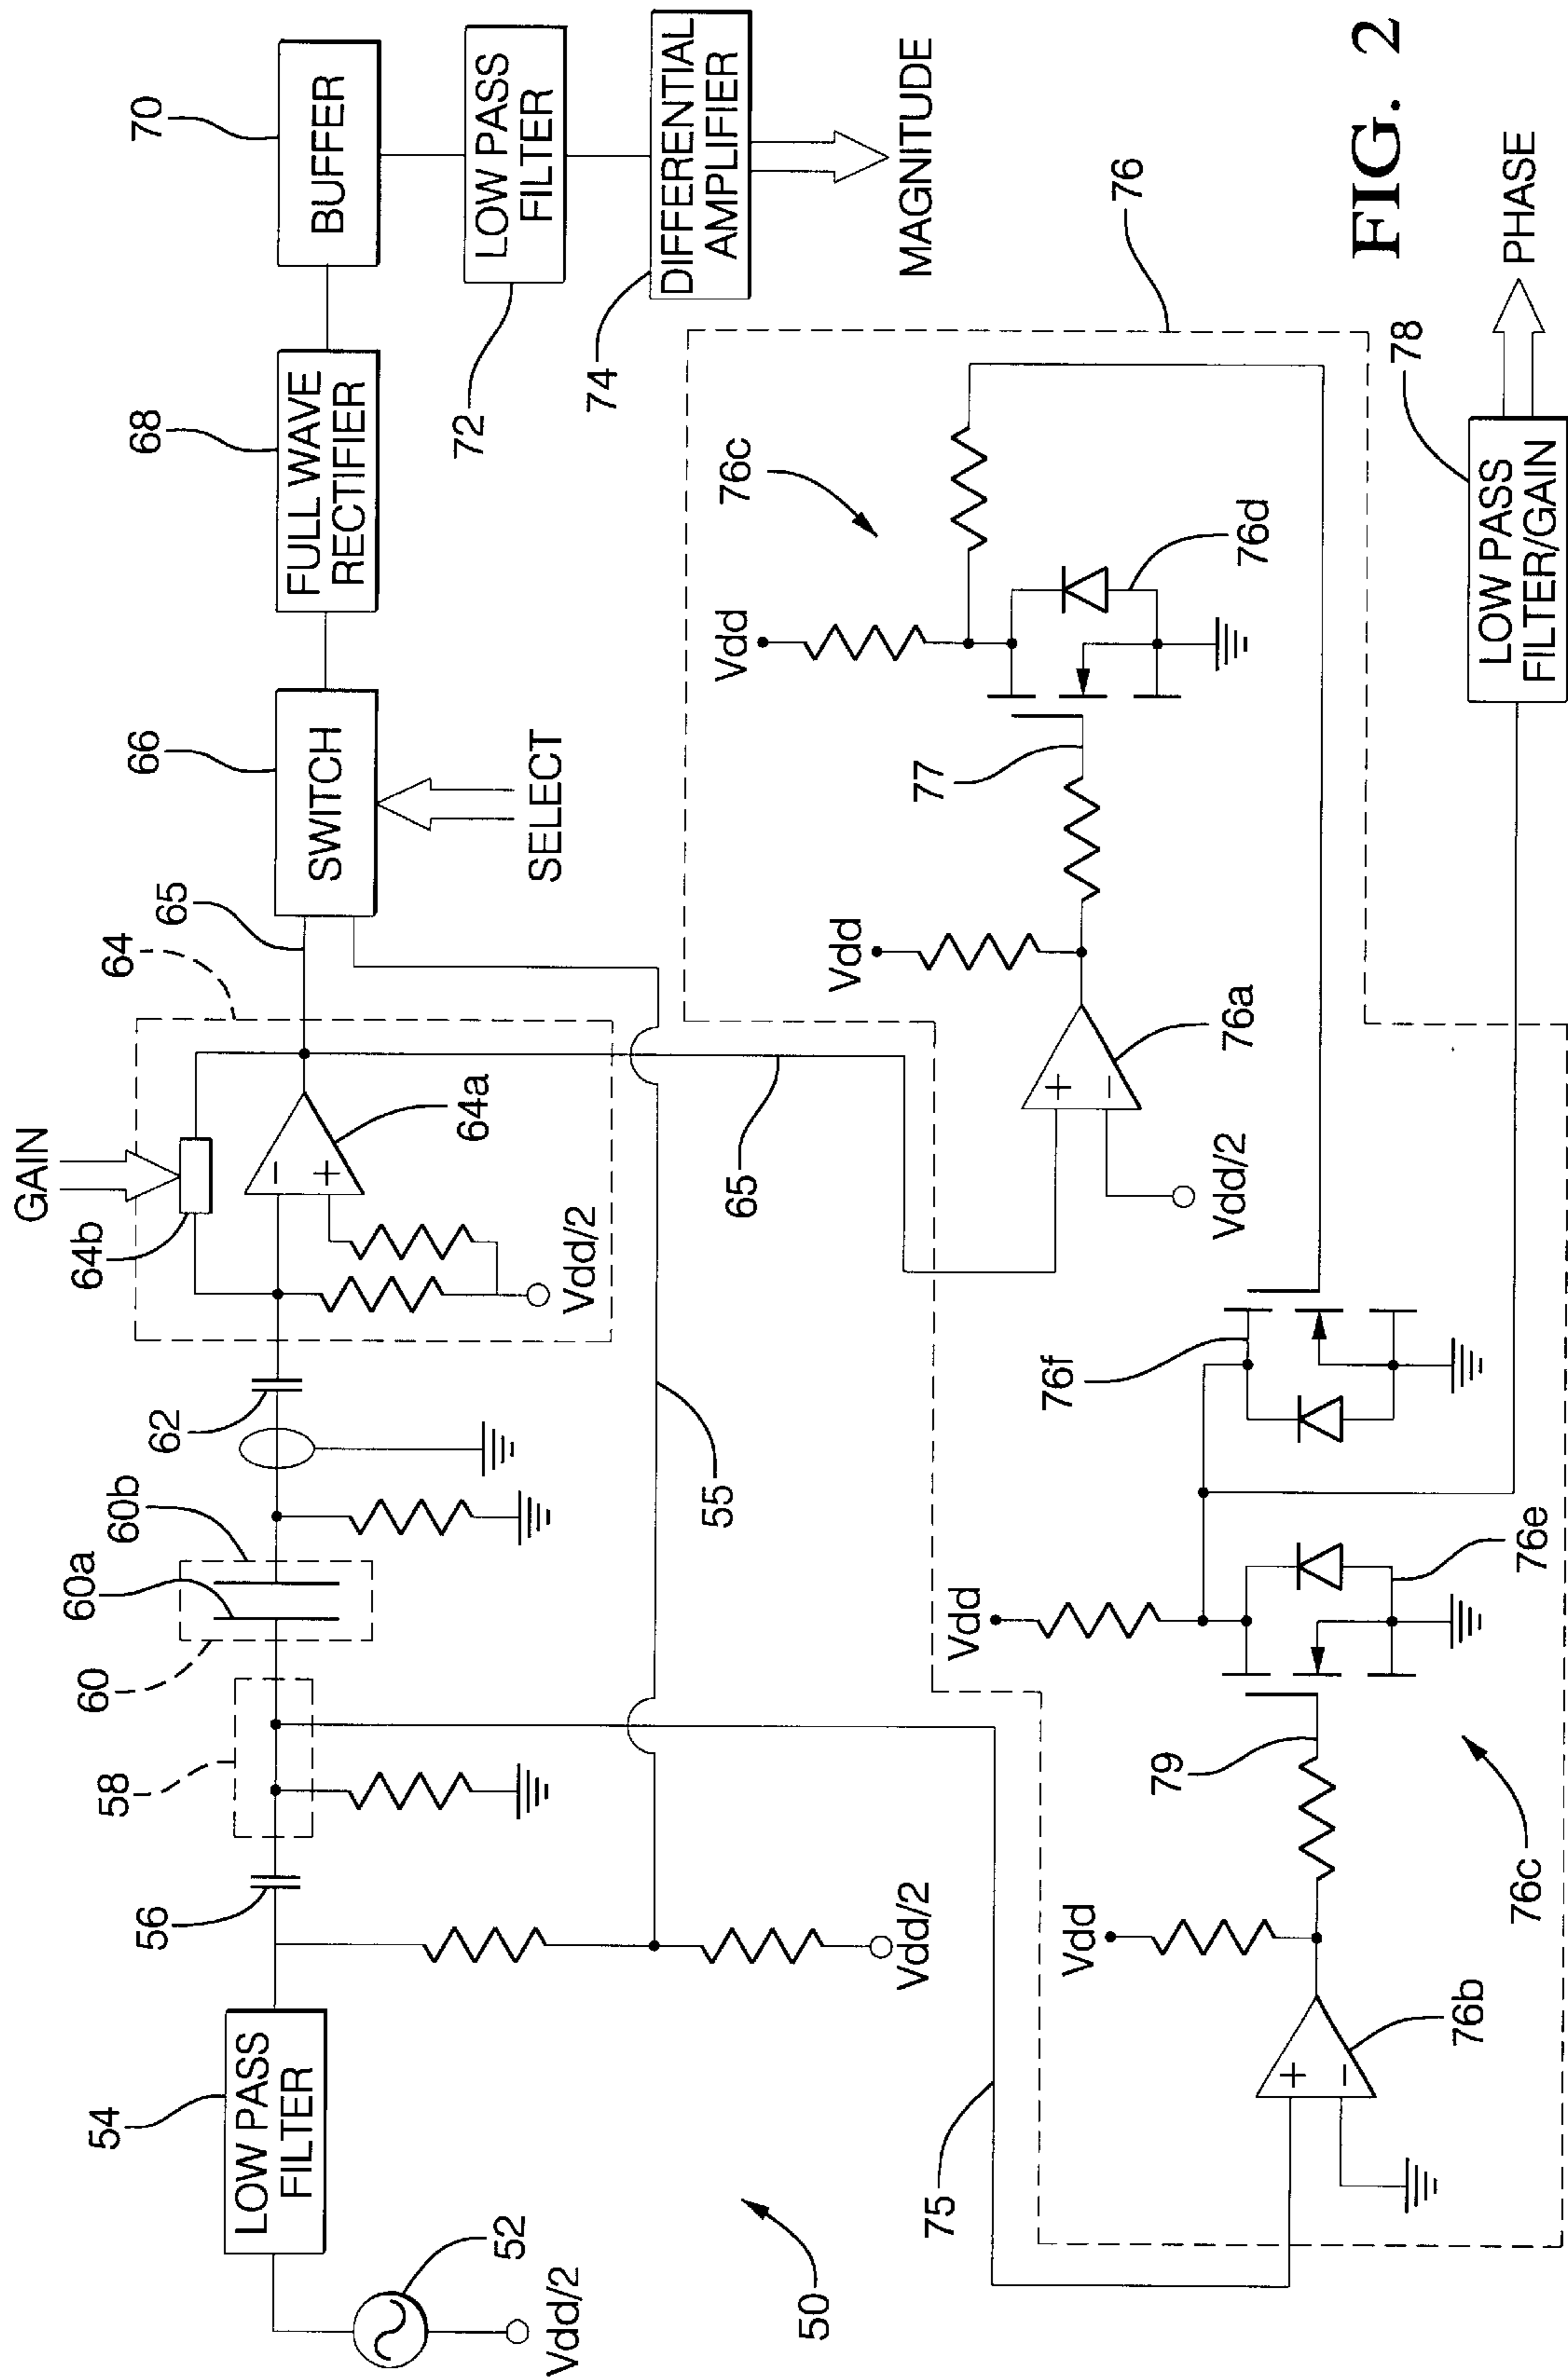 GAIN
64b
64a
64
Vdd/2
65
66
SWITCH
SELECT
68
FULL WAVE
RECTIFIER
70
BUFFER
72
LOW PASS
FILTER
74
DIFFERENTIAL
AMPLIFIER
MAGNITUDE
54
LOW PASS
FILTER
52
Vdd/2
56
Vdd/2
58
60
60a
60b
62
55
65
50
75
76
76c
Vdd
76d
77
Vdd
76a
Vdd/2
76f
Vdd
76e
79
76c
Vdd
76b
78
LOW PASS
FILTER/GAIN
PHASE
FIG. 2